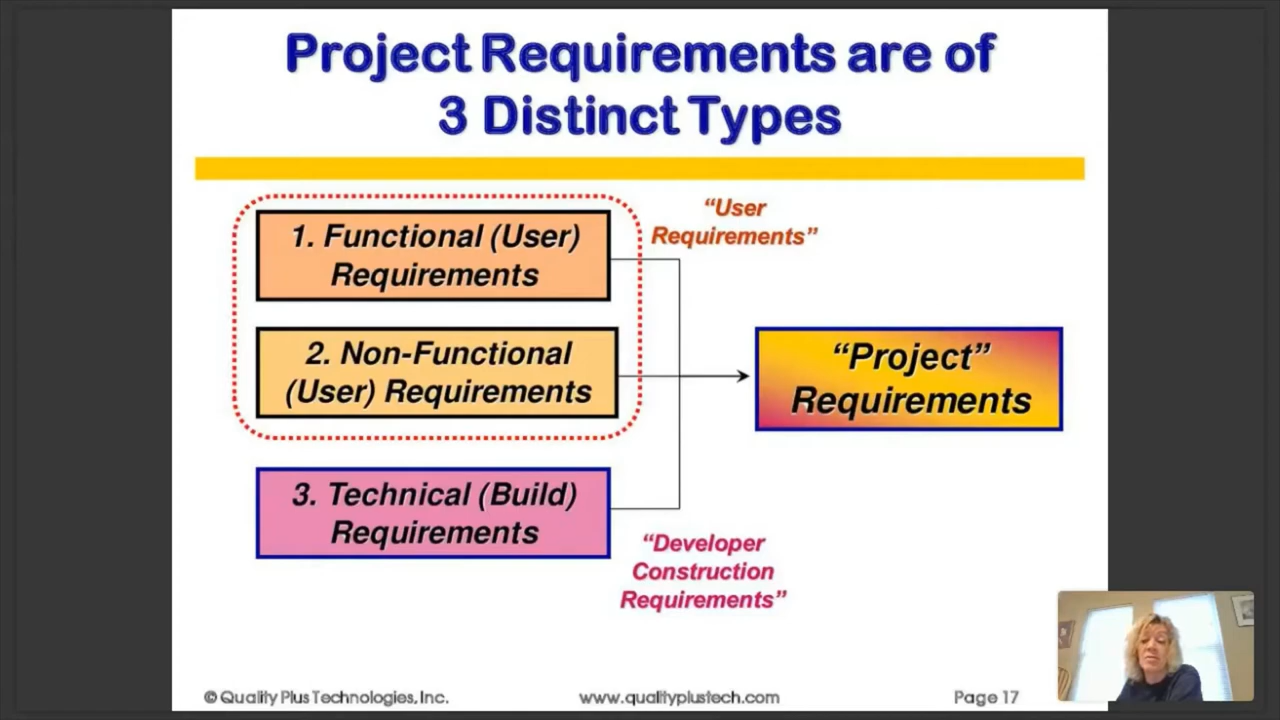 Project Requirements are of
3 Distinct Types
1. Functional (User)
Requirements
“User
Requirements”
2. Non-Functional
(User) Requirements
“Project”
Requirements
3. Technical (Build)
Requirements
“Developer
Construction
Requirements”
© Quality Plus Technologies, Inc.
www.qualityplustech.com
Page 17